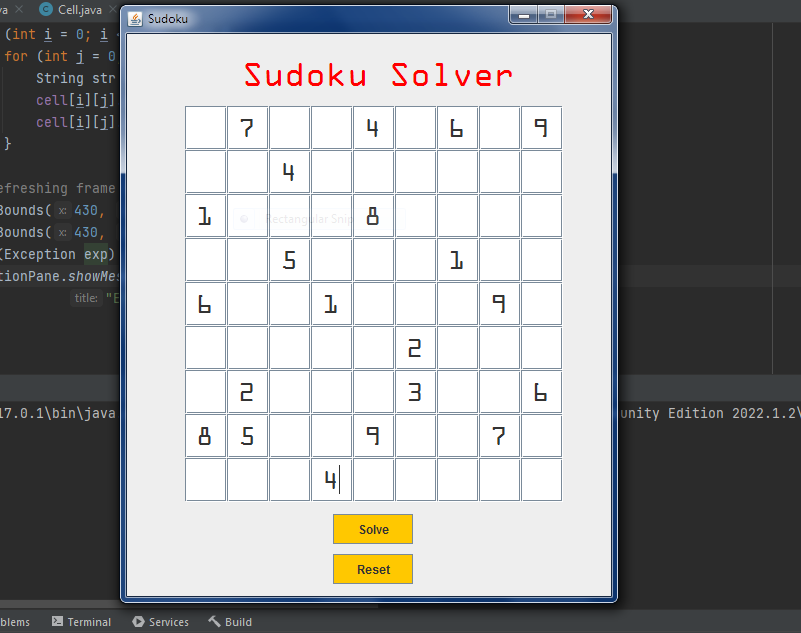 va Cell.java
Sudoku
(int i = 0; i
for (int j = 0
String str
cell[i][j]
cell[i][j]
}
efreshing frame
Bounds( x: 430,
Bounds( x: 430,
(Exception exp)
tionPane.showMes
title: "E
Sudoku Solver
7 4 6 9
4
1 8
Rectangular Snip
5 1
6 1 9
2
2 3 6
8 5 9 7
4
Solve
Reset
17.0.1\bin\java
unity Edition 2022.1.2\
blems Terminal Services Build